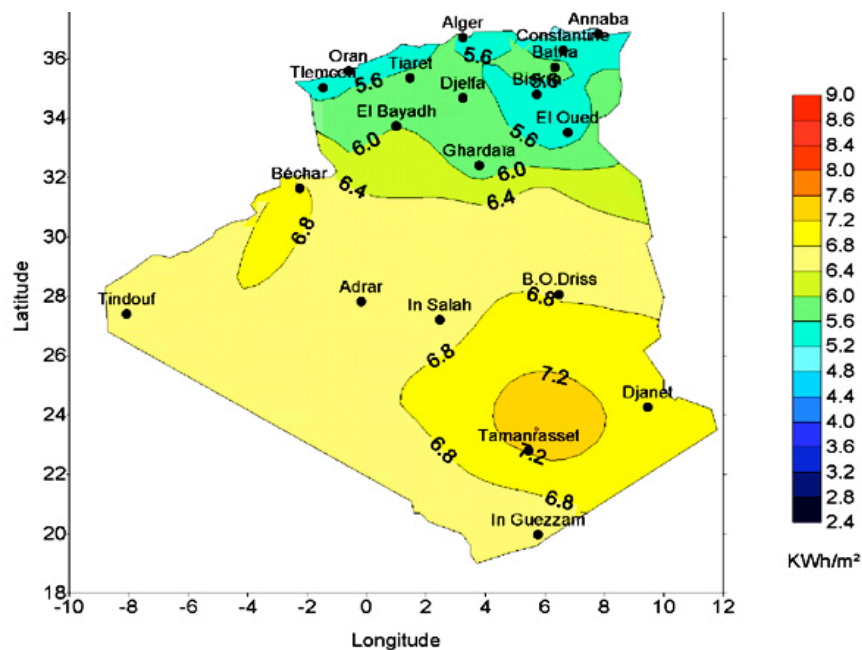 Annaba
Alger
Constantine
36
5.6
Batna
Oran
Tiaret
Tlemcen
5.6
Djelfa
Biskra
5.6
34
El Bayadh
5.6
El Oued
6.0
Ghardaïa
6.0
32
Béchar
6.4
6.4
30
6.8
28
Tindouf
Adrar
In Salah
B.O.Driss
6.8
26
6.8
7.2
Djanet
24
Tamanrasset
7.2
6.8
22
6.8
20
In Guezzam
18
-10 -8 -6 -4 -2 0 2 4 6 8 10 12
Longitude
Latitude
9.0
8.6
8.0
7.6
7.2
6.8
6.4
6.0
5.6
5.2
4.8
4.4
4.0
3.6
3.2
2.8
2.4
KWh/m²